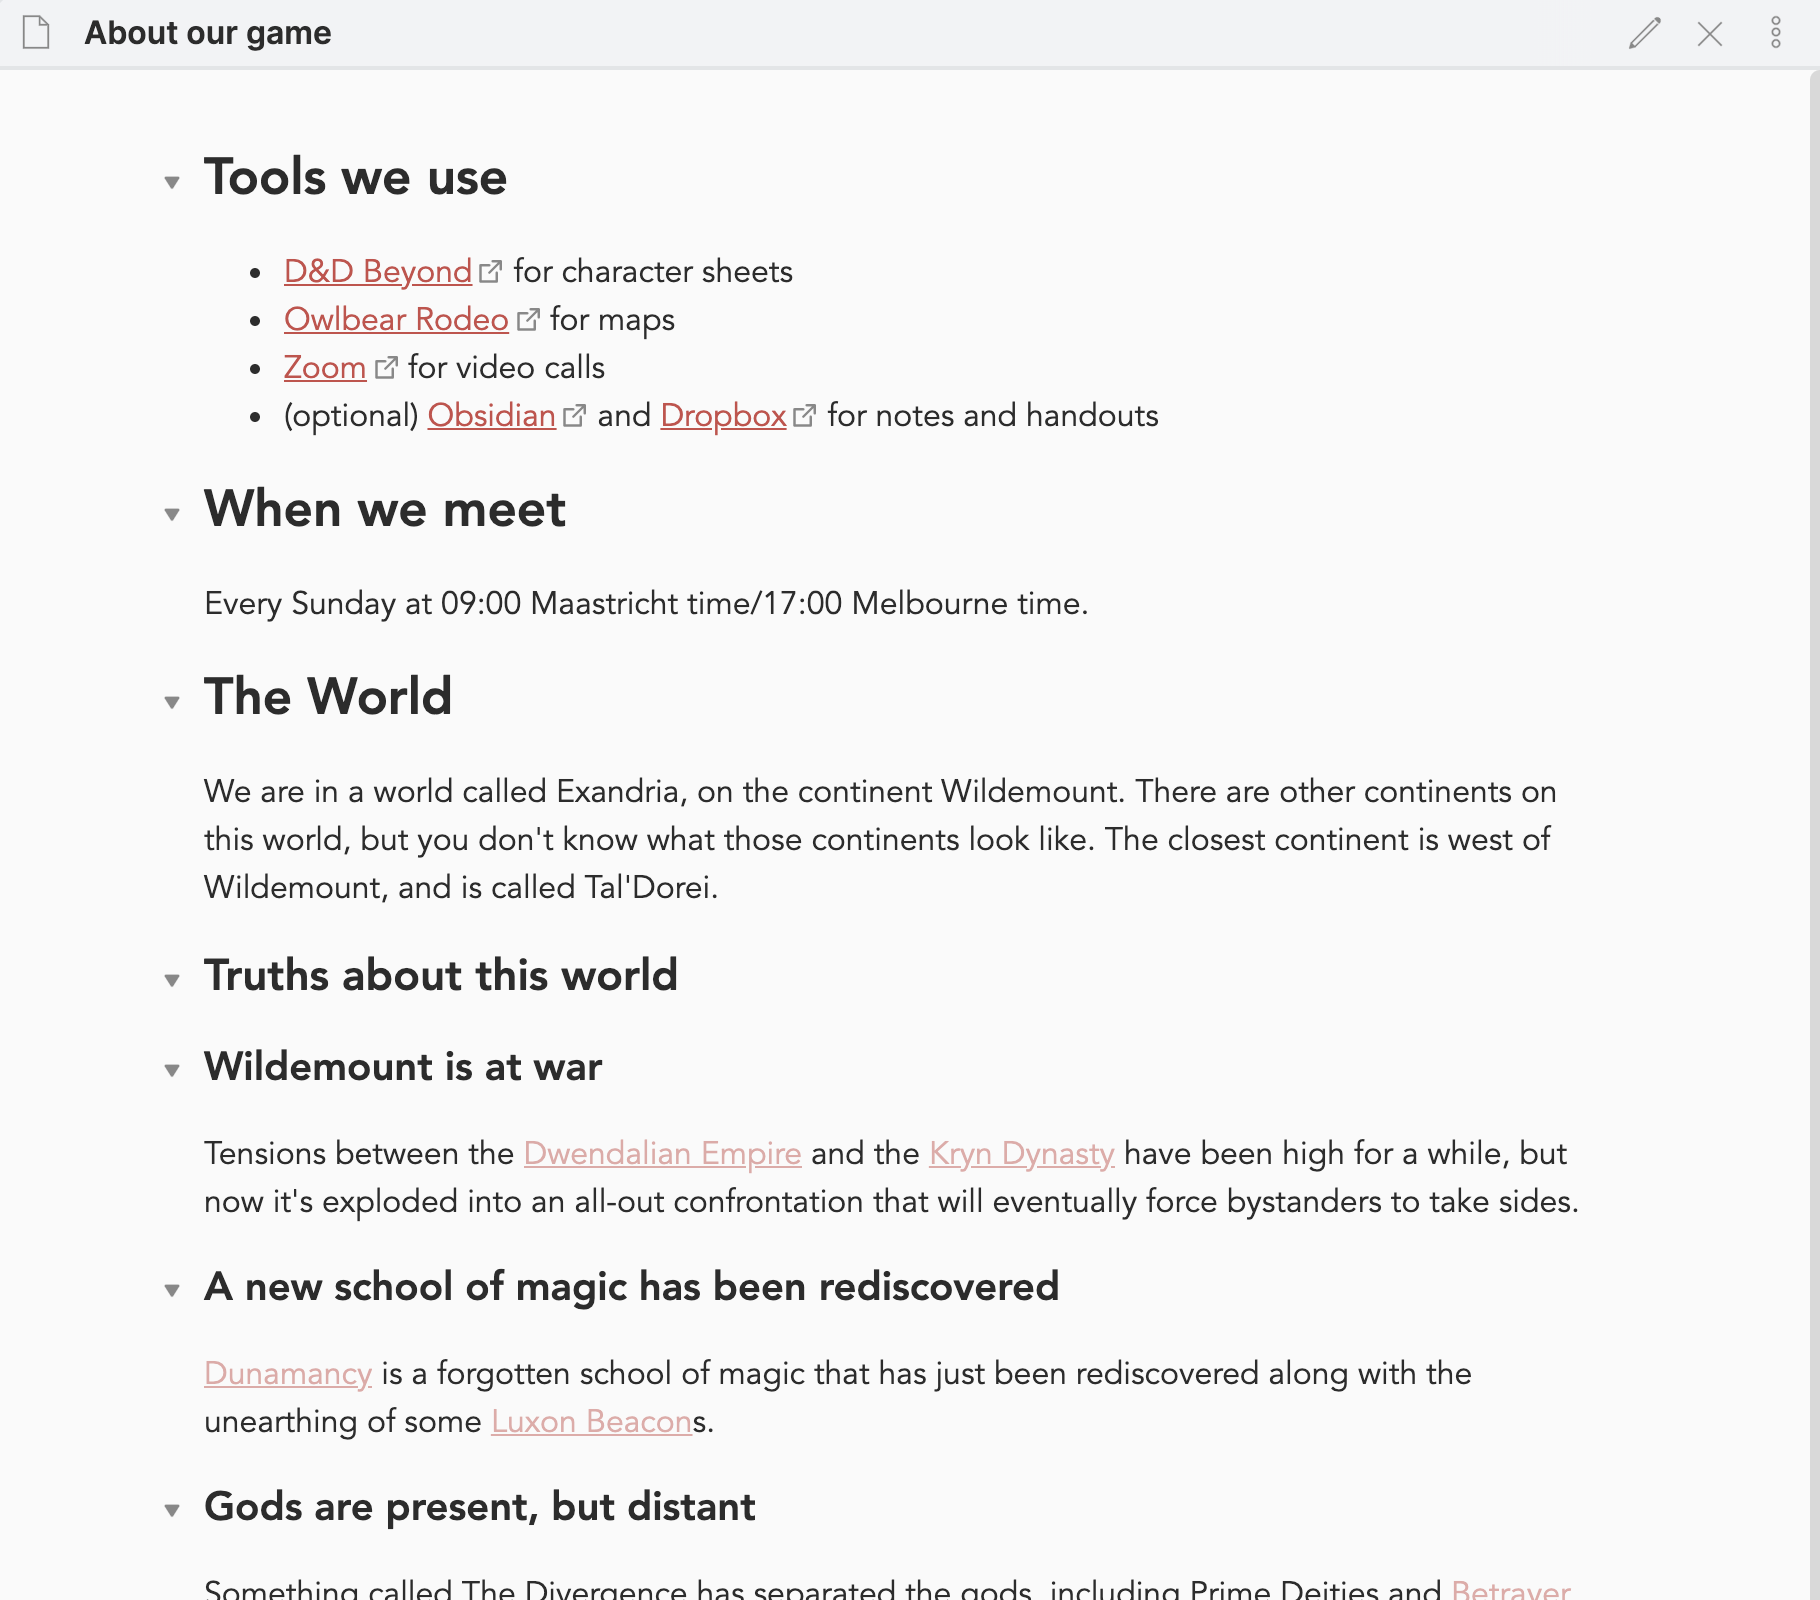 About our game
Tools we use
D&D Beyond for character sheets
Owlbear Rodeo for maps
Zoom for video calls
(optional) Obsidian and Dropbox for notes and handouts
When we meet
Every Sunday at 09:00 Maastricht time/17:00 Melbourne time.
The World
We are in a world called Exandria, on the continent Wildemount. There are other continents on
this world, but you don't know what those continents look like. The closest continent is west of
Wildemount, and is called Tal'Dorei.
Truths about this world
Wildemount is at war
Tensions between the Dwendalian Empire and the Kryn Dynasty have been high for a while, but
now it's exploded into an all-out confrontation that will eventually force bystanders to take sides.
A new school of magic has been rediscovered
Dunamancy is a forgotten school of magic that has just been rediscovered along with the
unearthing of some Luxon Beacons.
Gods are present, but distant
Something called The Divergence has separated the gods, including Prime Deities and Betrayer